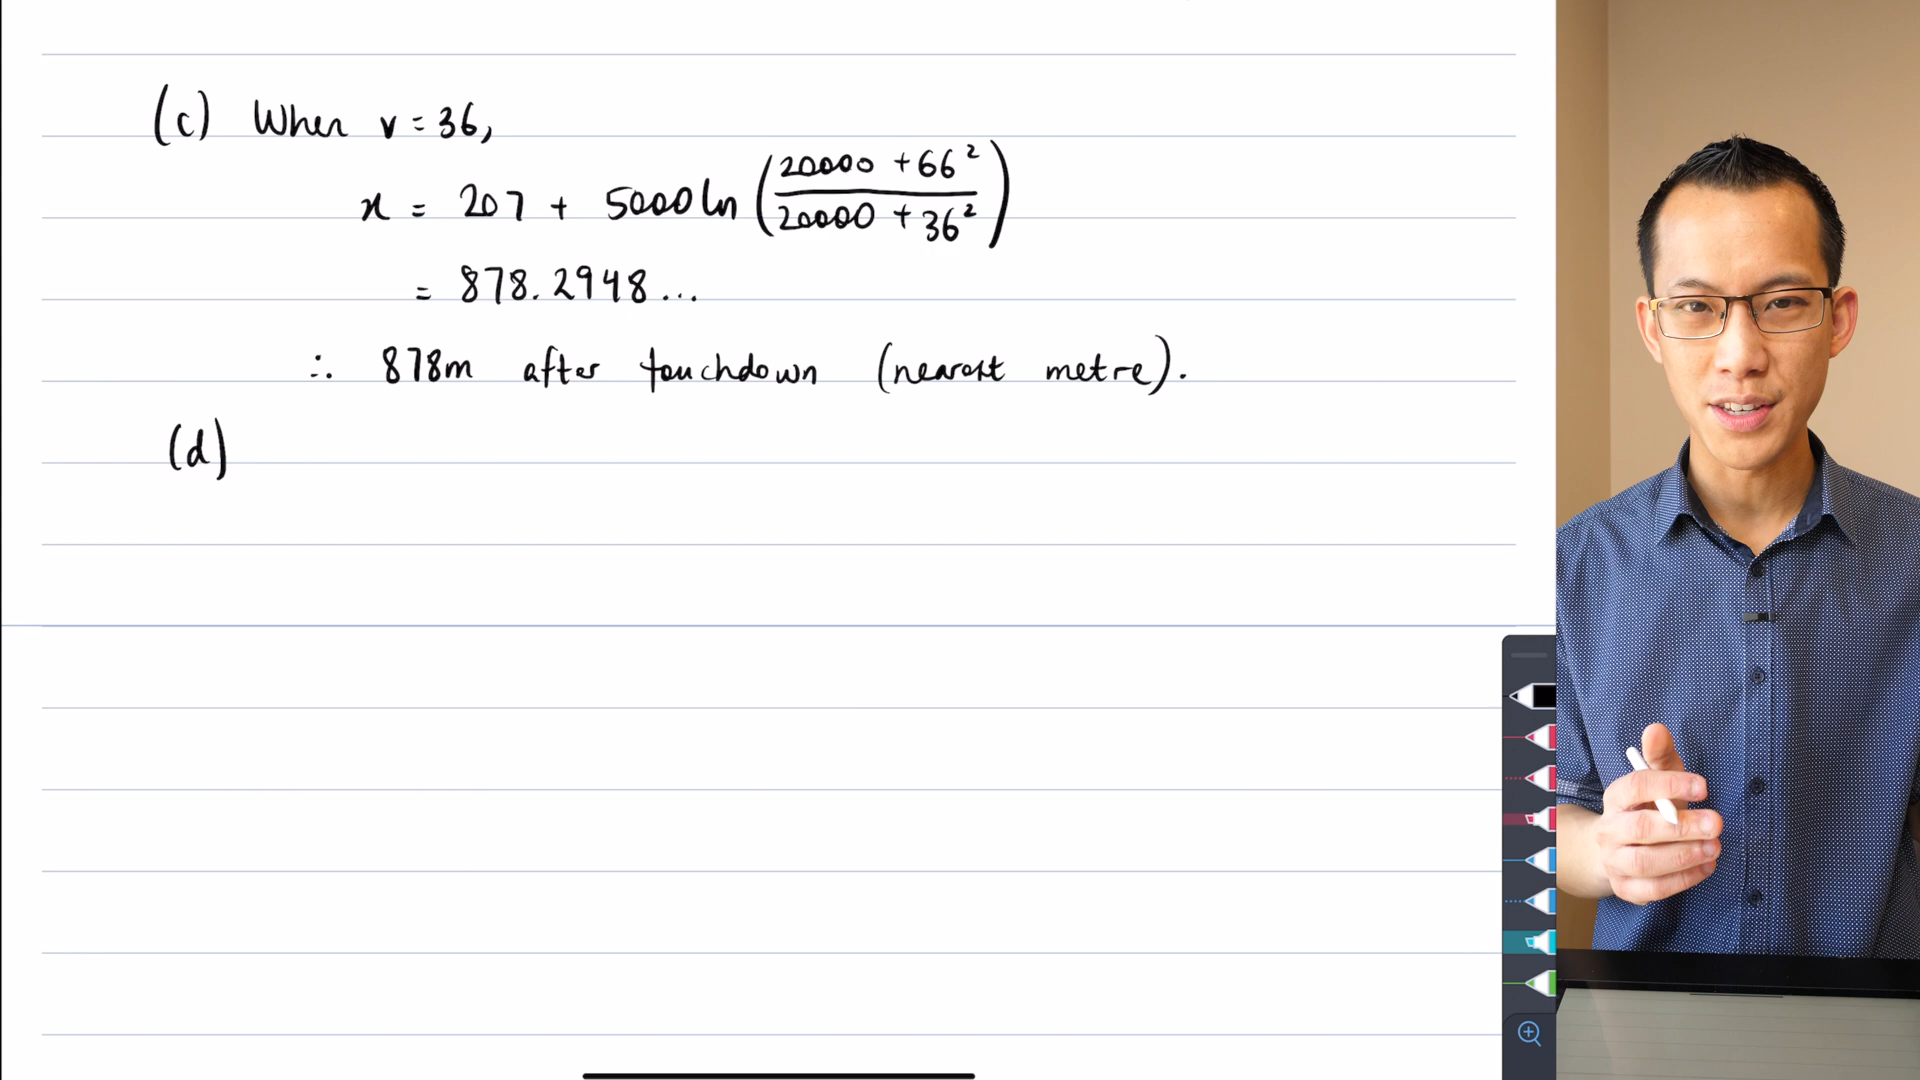 (c) When v = 36,
x = 207 + 5000 ln (20000 + 66² / 20000 + 36²)
= 878.2948...
∴ 878m after touchdown (nearest metre).
(d)